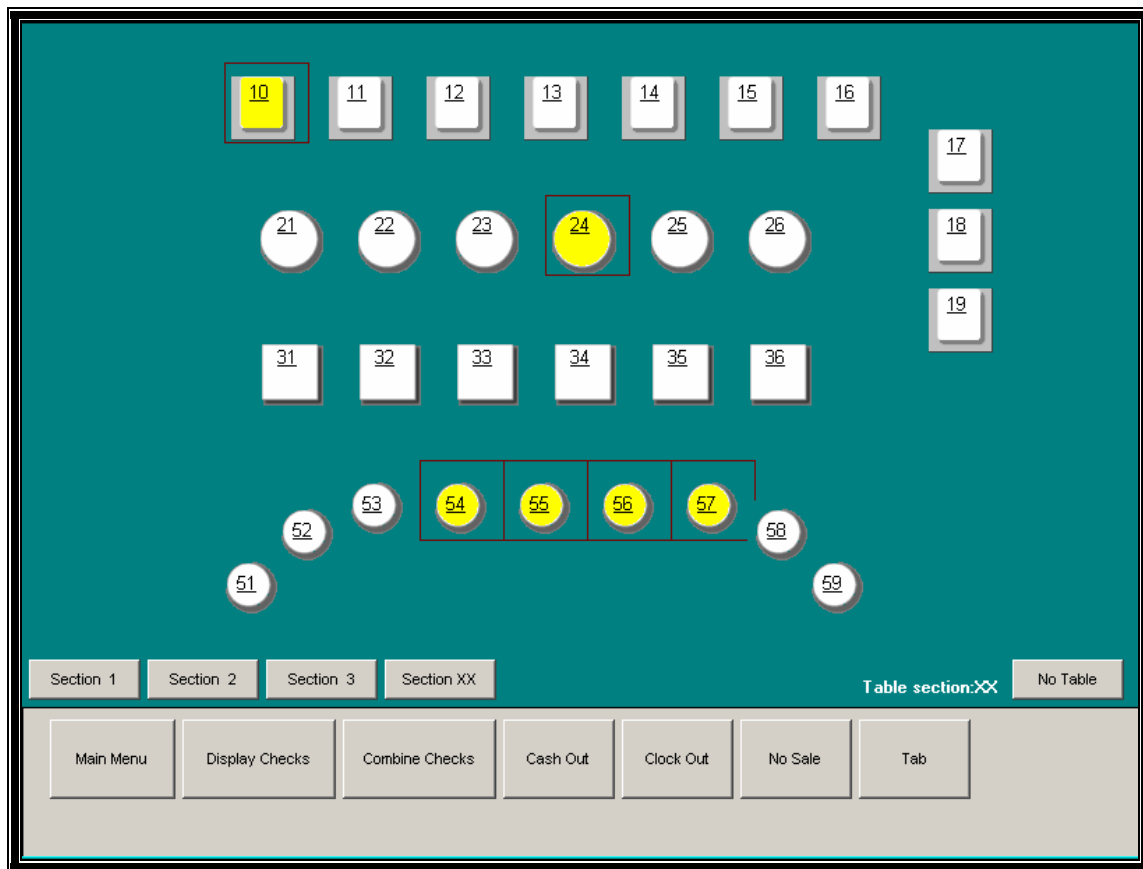 10 11 12 13 14 15 16
17
21 22 23 24 25 26 18
19
31 32 33 34 35 36
53 54 55 56 57
52 58
51 59
Section 1 Section 2 Section 3 Section XX Table section:XX No Table
Main Menu Display Checks Combine Checks Cash Out Clock Out No Sale Tab